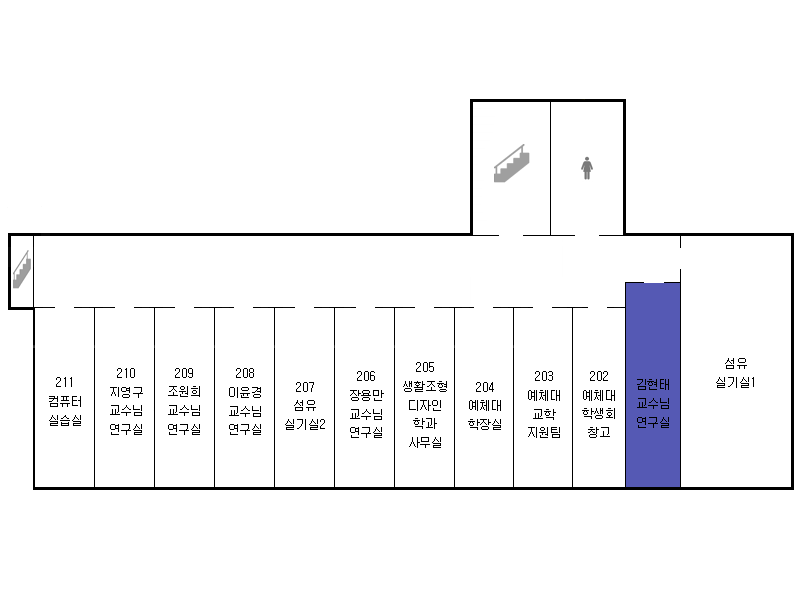 211
컴퓨터
실습실
210
지영구
교수님
연구실
209
조원희
교수님
연구실
208
이윤경
교수님
연구실
207
섬유
실기실2
206
장용만
교수님
연구실
205
생활조형
디자인
학과
사무실
204
예체대
학장실
203
예체대
교학
지원팀
202
예체대
학생회
창고
김현태
교수님
연구실
섬유
실기실1